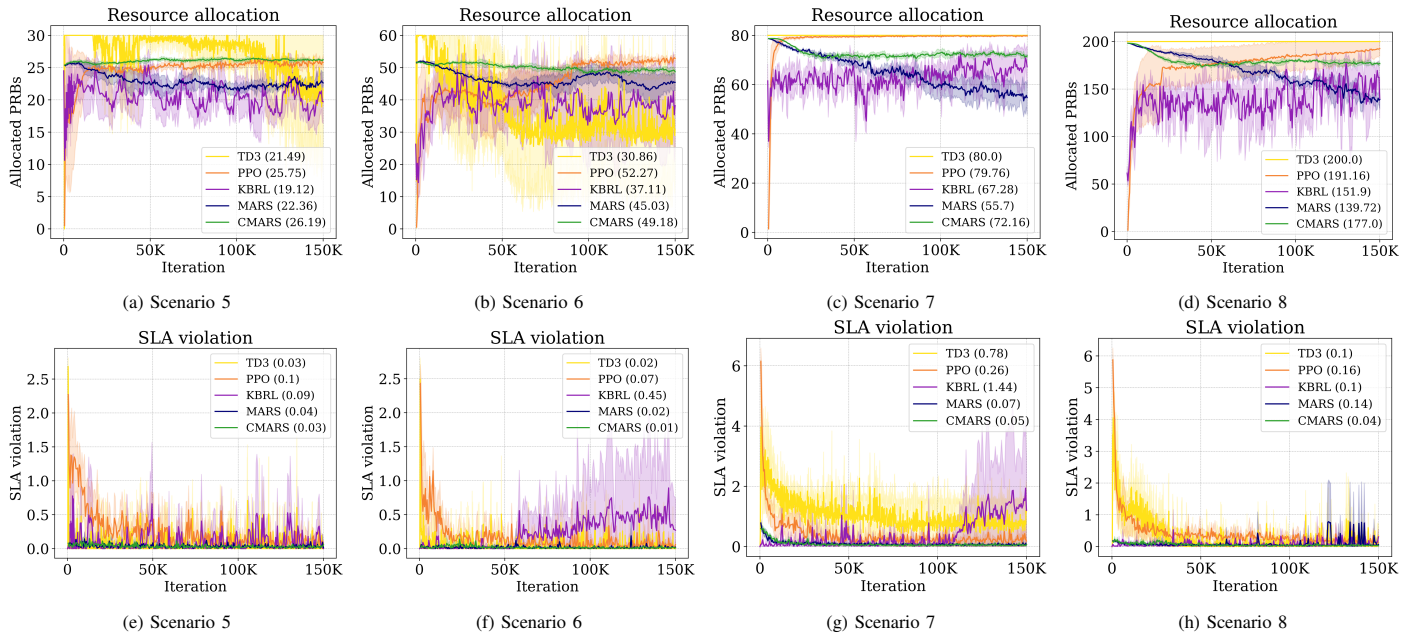 Resource allocation
Allocated PRBs
30
25
20
15
10
5
0
TD3 (21.49)
PPO (25.75)
KBRL (19.12)
MARS (22.36)
CMARS (26.19)
0 50K 100K 150K
Iteration
(a) Scenario 5
Resource allocation
Allocated PRBs
60
50
40
30
20
10
0
TD3 (30.86)
PPO (52.27)
KBRL (37.11)
MARS (45.03)
CMARS (49.18)
0 50K 100K 150K
Iteration
(b) Scenario 6
Resource allocation
Allocated PRBs
80
60
40
20
0
TD3 (80.0)
PPO (79.76)
KBRL (67.28)
MARS (55.7)
CMARS (72.16)
0 50K 100K 150K
Iteration
(c) Scenario 7
Resource allocation
Allocated PRBs
200
150
100
50
0
TD3 (200.0)
PPO (191.16)
KBRL (151.9)
MARS (139.72)
CMARS (177.0)
0 50K 100K 150K
Iteration
(d) Scenario 8
SLA violation
SLA violation
2.5
2.0
1.5
1.0
0.5
0.0
TD3 (0.03)
PPO (0.1)
KBRL (0.09)
MARS (0.04)
CMARS (0.03)
0 50K 100K 150K
Iteration
(e) Scenario 5
SLA violation
SLA violation
2.5
2.0
1.5
1.0
0.5
0.0
TD3 (0.02)
PPO (0.07)
KBRL (0.45)
MARS (0.02)
CMARS (0.01)
0 50K 100K 150K
Iteration
(f) Scenario 6
SLA violation
SLA violation
6
4
2
0
TD3 (0.78)
PPO (0.26)
KBRL (1.44)
MARS (0.07)
CMARS (0.05)
0 50K 100K 150K
Iteration
(g) Scenario 7
SLA violation
SLA violation
6
5
4
3
2
1
0
TD3 (0.1)
PPO (0.16)
KBRL (0.1)
MARS (0.14)
CMARS (0.04)
0 50K 100K 150K
Iteration
(h) Scenario 8